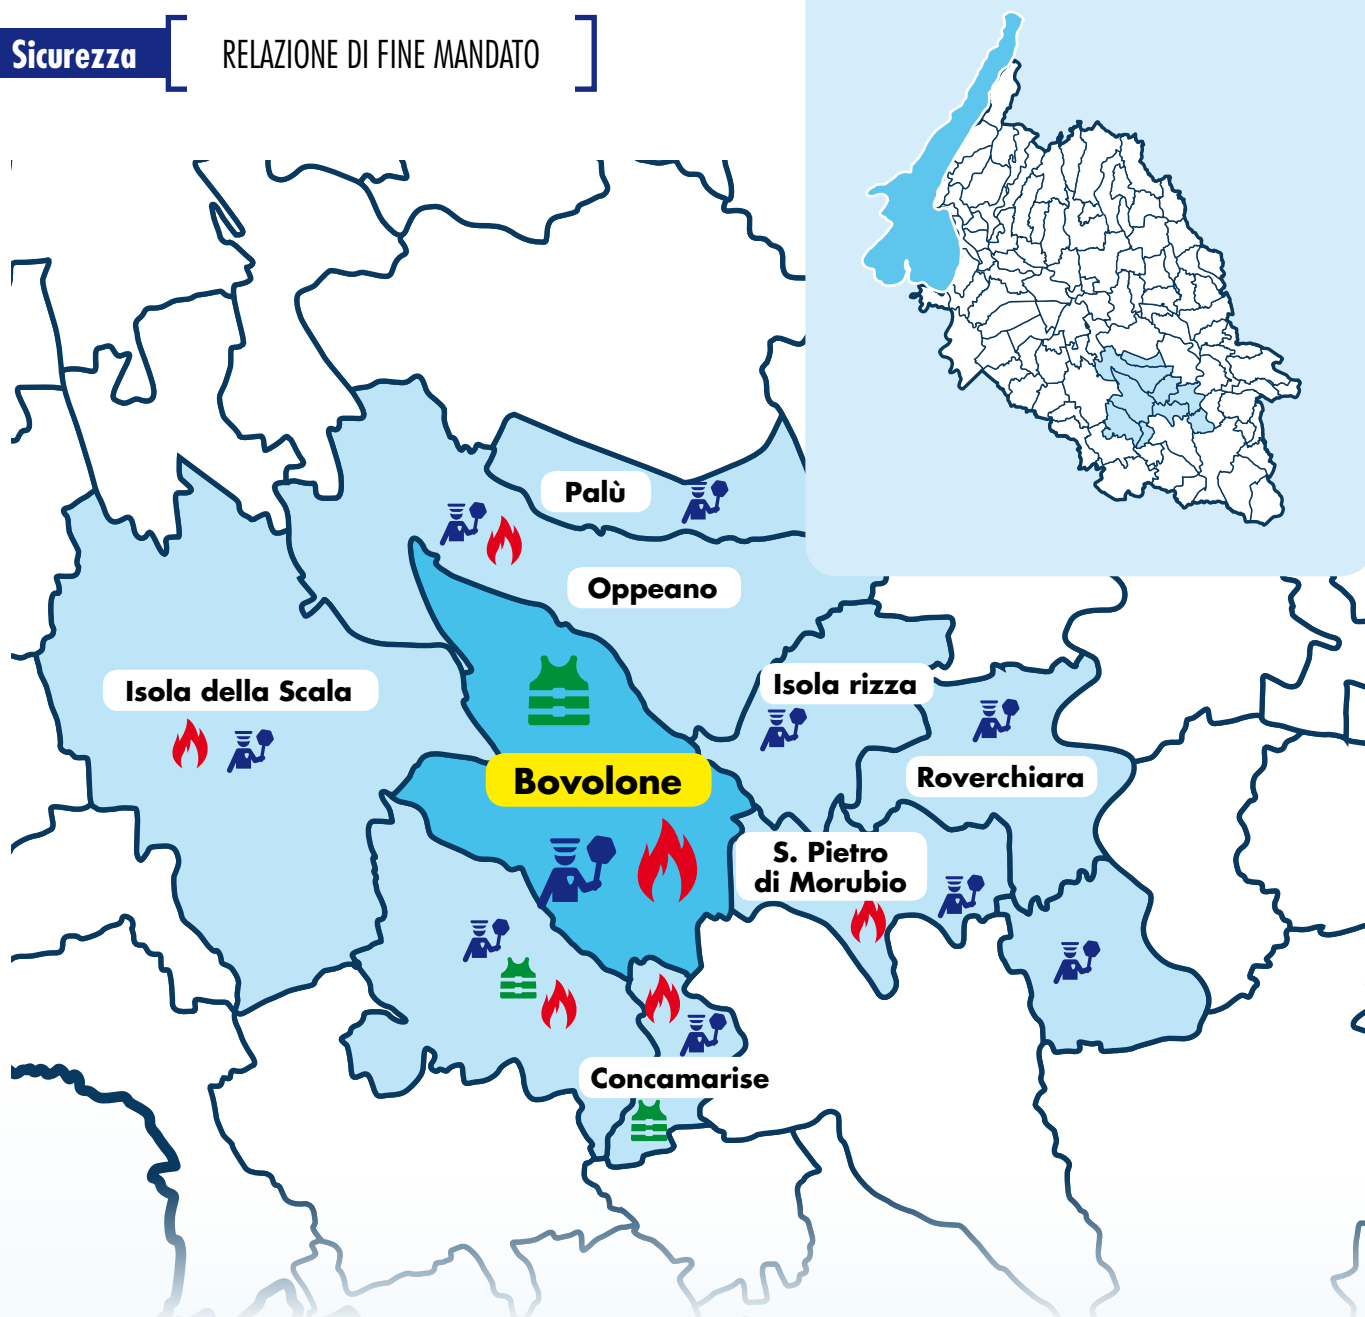 Sicurezza
RELAZIONE DI FINE MANDATO
Palù
Oppeano
Isola della Scala
Isola rizza
Bovolone
Roverchiara
S. Pietro
di Morubio
Concamarise